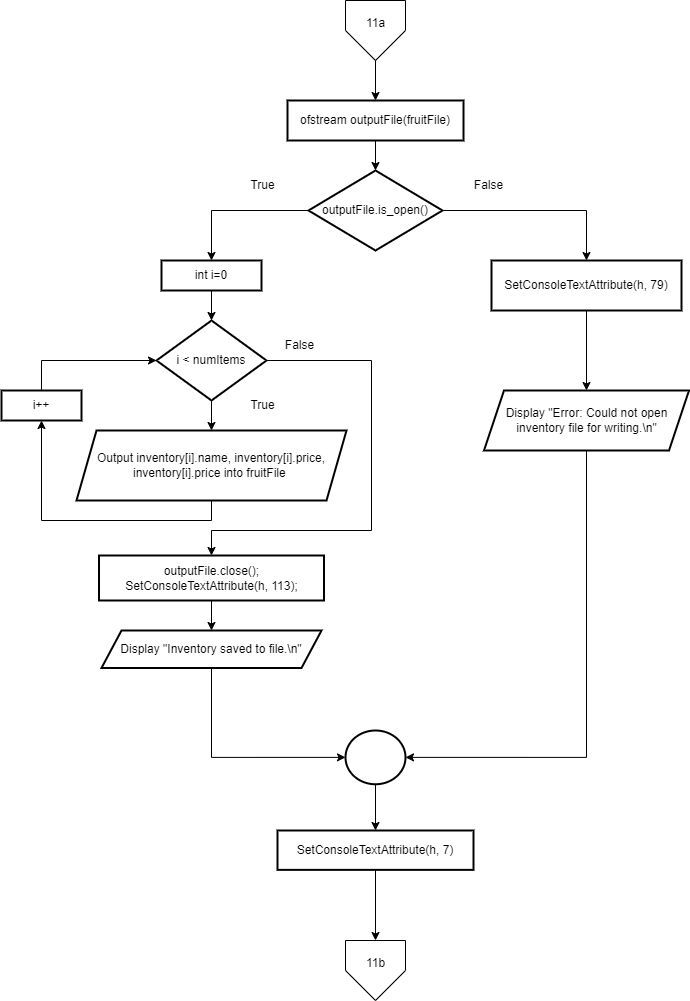 11a
ofstream outputFile(fruitFile)
True
False
outputFile.is_open()
int i=0
SetConsoleTextAttribute(h, 79)
i < numItems
False
True
i++
Display "Error: Could not open
inventory file for writing.\n"
Output inventory[i].name, inventory[i].price,
inventory[i].price into fruitFile
outputFile.close();
SetConsoleTextAttribute(h, 113);
Display "Inventory saved to file.\n"
SetConsoleTextAttribute(h, 7)
11b